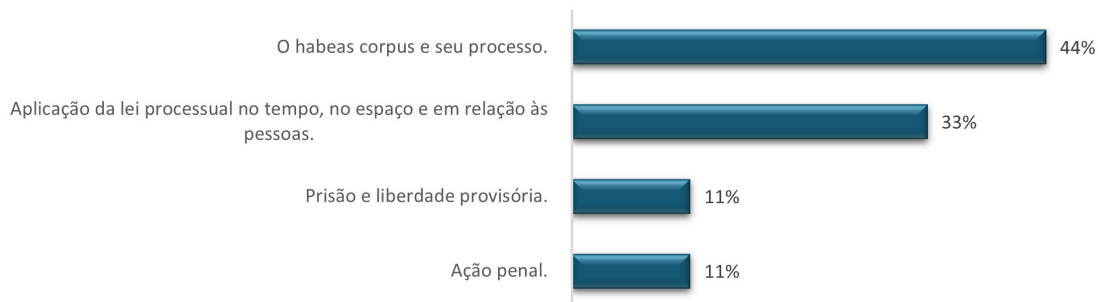 O habeas corpus e seu processo.
44%
Aplicação da lei processual no tempo, no espaço e em relação às
pessoas.
33%
Prisão e liberdade provisória.
11%
Ação penal.
11%